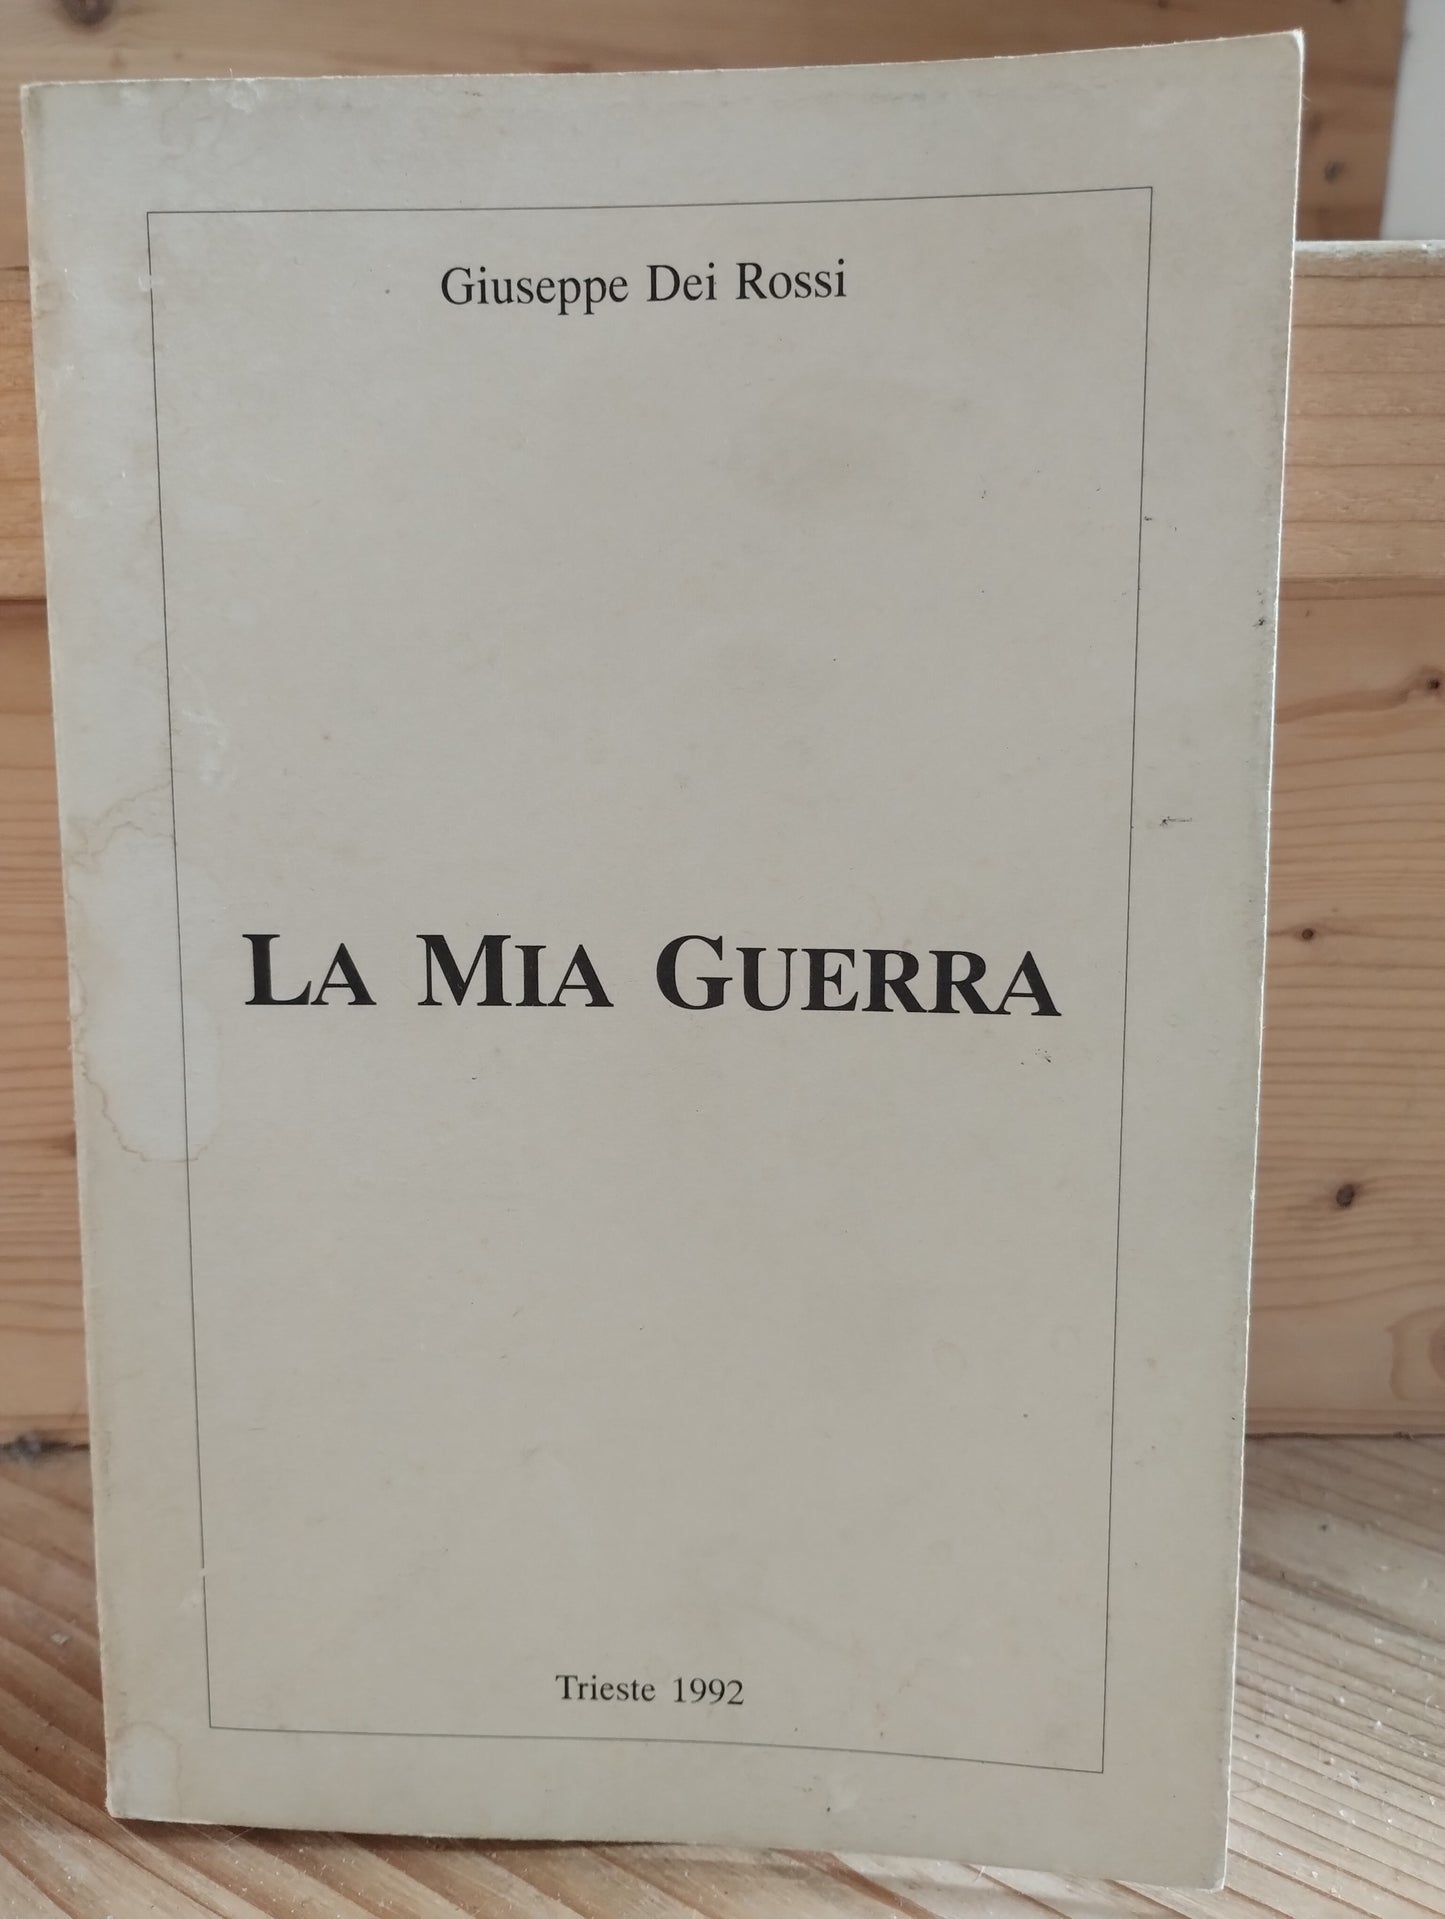 Giuseppe Dei Rossi
LA MIA GUERRA
Trieste 1992